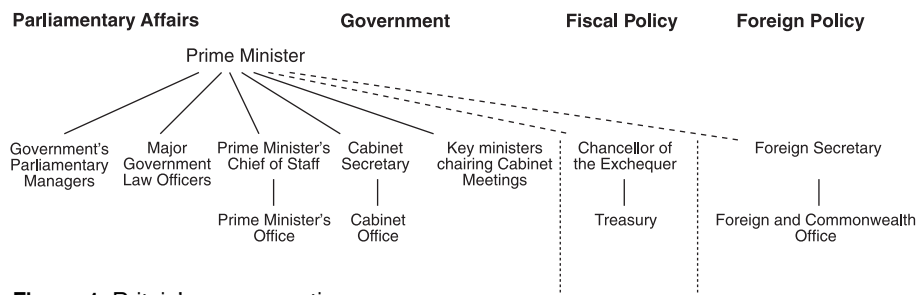 Parliamentary Affairs Government Fiscal Policy Foreign Policy
Prime Minister
Government's
Parliamentary
Managers
Major
Government
Law Officers
Prime Minister's
Chief of Staff
Cabinet
Secretary
Key ministers
chairing Cabinet
Meetings
Chancellor of
the Exchequer
Foreign Secretary
Prime Minister's
Office
Cabinet
Office
Treasury
Foreign and Commonwealth
Office